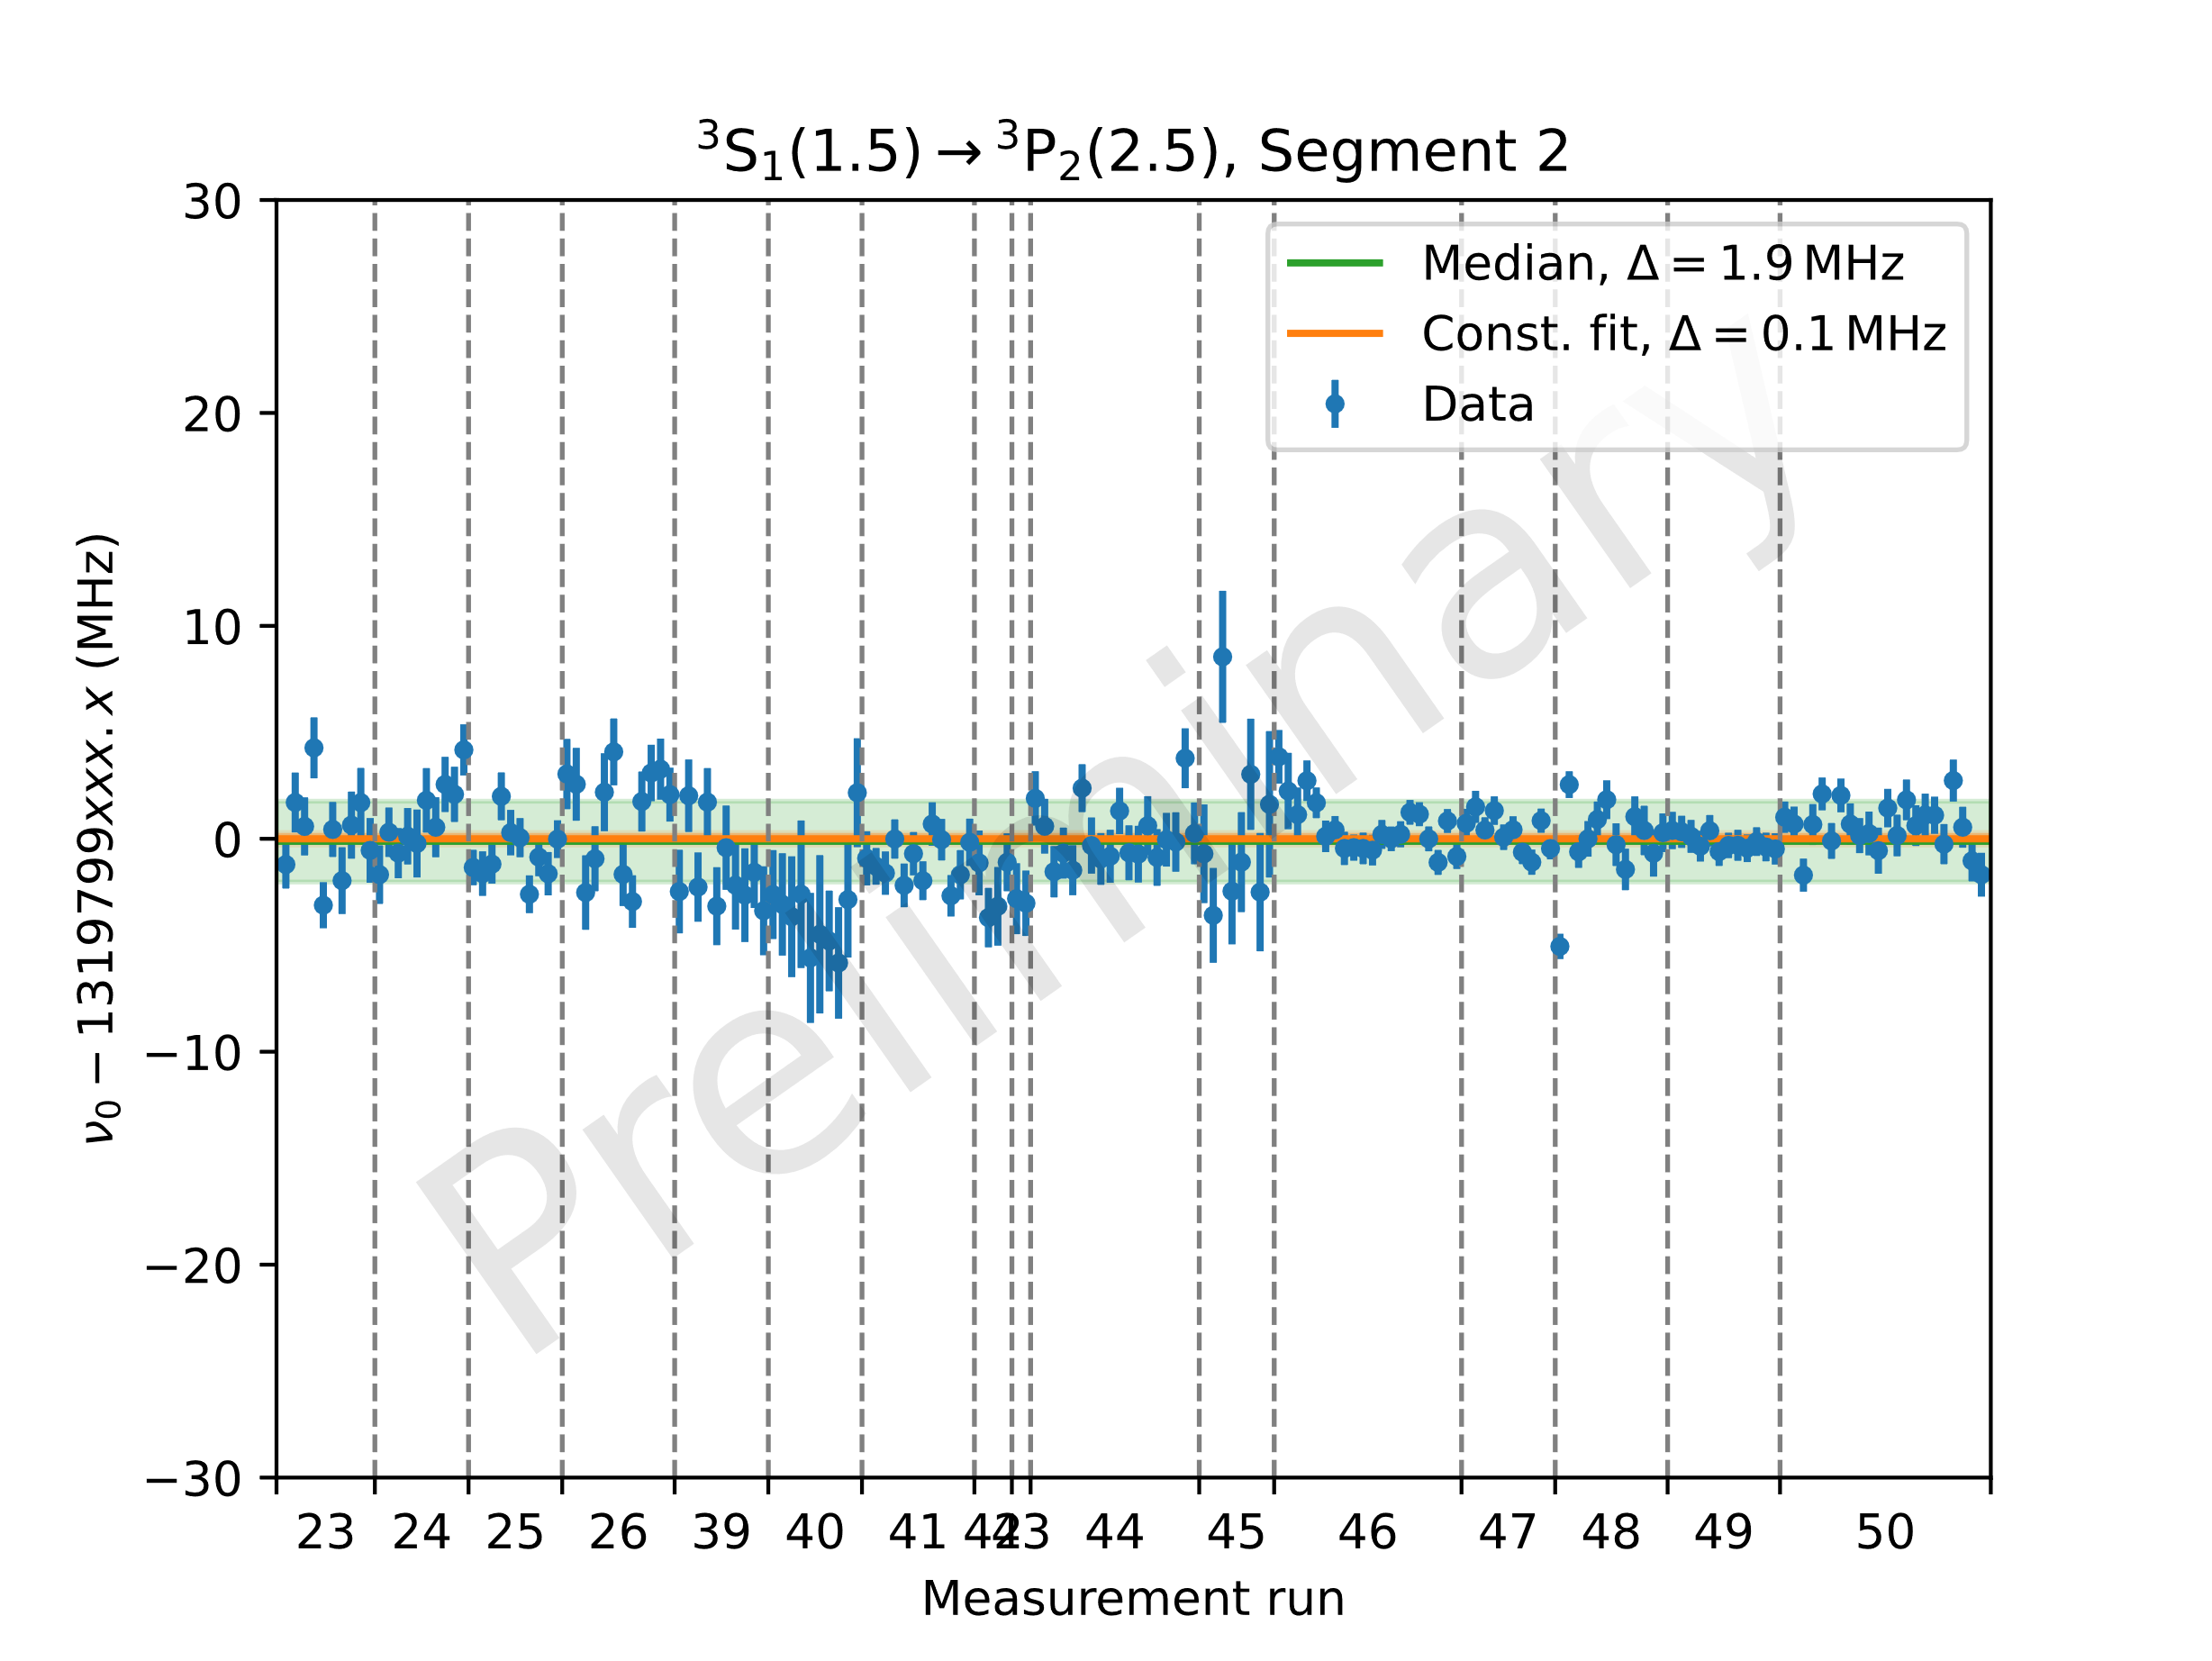 ³S₁(1.5) → ³P₂(2.5), Segment 2
30
20
10
0
−10
−20
−30
ν₀ − 1319799xxx.x (MHz)
Median, Δ = 1.9 MHz
Const. fit, Δ = 0.1 MHz
Data
Preliminary
23 24 25 26 39 40 41 42 43 44 45 46 47 48 49 50
Measurement run